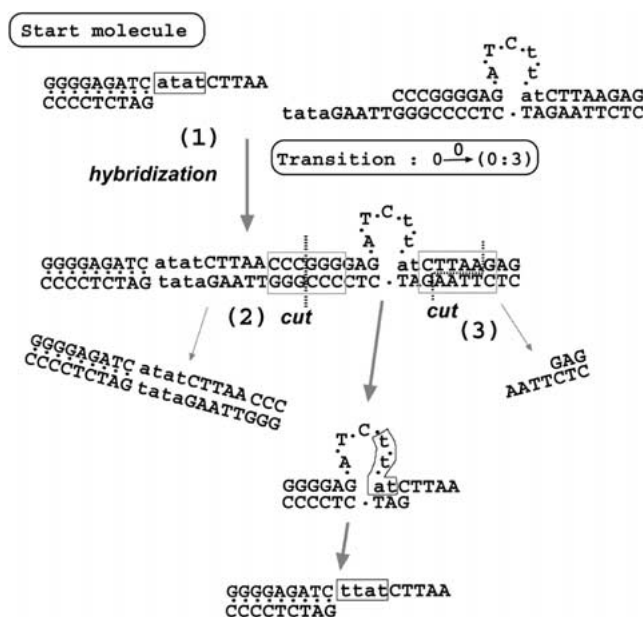 Start molecule
T C t
A t
GGGGAGATC atat CTTAA
CCCCTCTAG
CCCGGGGAG atCTTAAGAG
tataGAATTGGGCCCCTC · TAGAATTCTC
(1)
hybridization
Transition : 0 0 (0:3)
T C t
A t
GGGGAGATC atatCTTAA CCCGGGGAG atCTTAAGAG
CCCCTCTAG tataGAATTGGGCCCCTC · TAGAATTCTC
(2) cut
cut (3)
GGGGAGATC atatCTTAA CCC
CCCCTCTAG tataGAATTGGG
GAG
AATTCTC
T C t
A t
GGGGAG atCTTAA
CCCCTC · TAG
GGGGAGATC ttat CTTAA
CCCCTCTAG